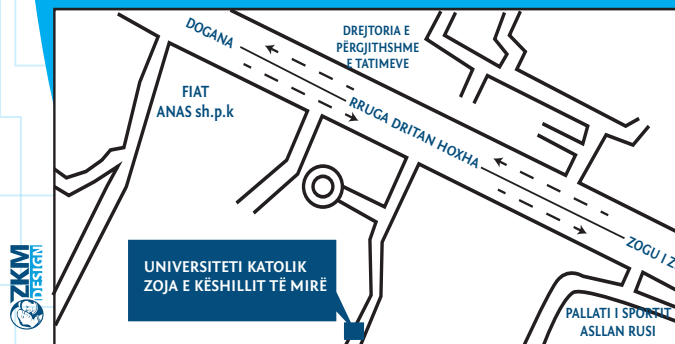 DOGANA
DREJTORIA E
PËRGJITHSHME
E TATIMEVE
FIAT
ANAS sh.p.k
RRUGA DRITAN HOXHA
ZOGU I Z
UNIVERSITETI KATOLIK
ZOJA E KËSHILLIT TË MIRË
PALLATI I SPORTIT
ASLLAN RUSI
ZKM
DESIGN